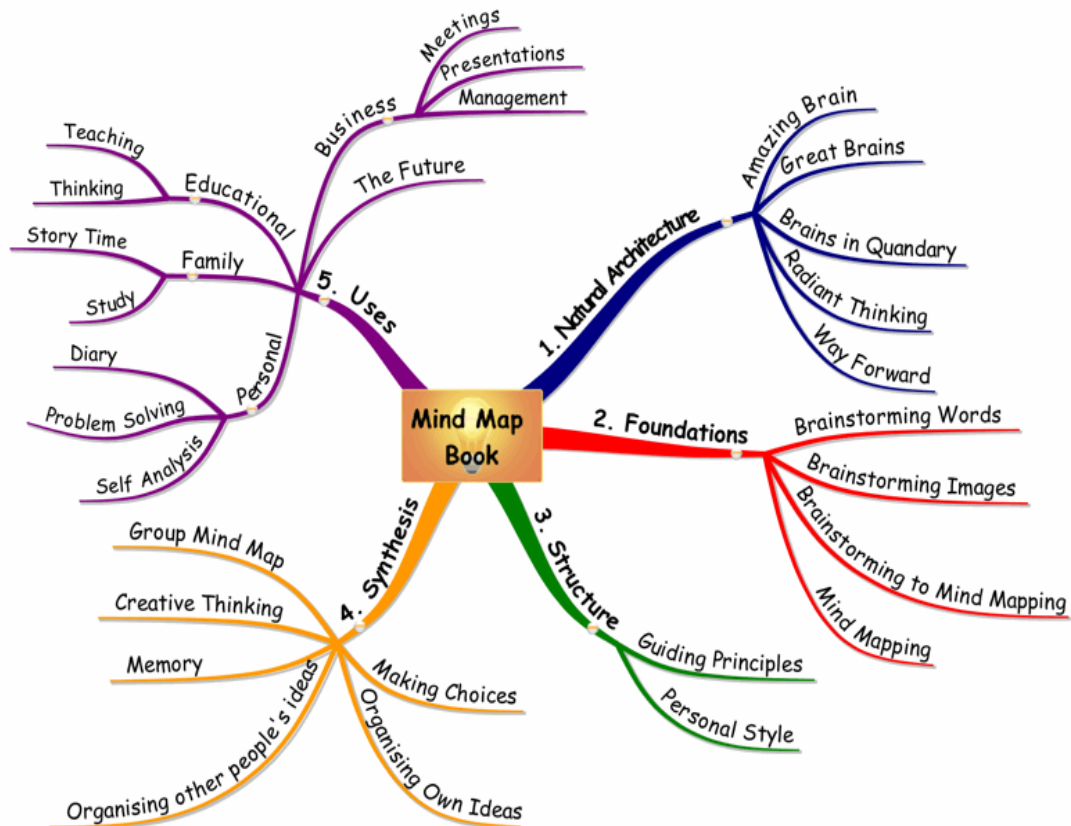 Mind Map
Book
1. Natural Architecture
Amazing Brain
Great Brains
Brains in Quandary
Radiant Thinking
Way Forward
2. Foundations
Brainstorming Words
Brainstorming Images
Brainstorming to Mind Mapping
Mind Mapping
3. Structure
Guiding Principles
Personal Style
4. Synthesis
Making Choices
Organising Own Ideas
Organising other people's ideas
Memory
Creative Thinking
Group Mind Map
5. Uses
Personal
Self Analysis
Problem Solving
Diary
Family
Study
Story Time
Educational
Thinking
Teaching
Business
Meetings
Presentations
Management
The Future